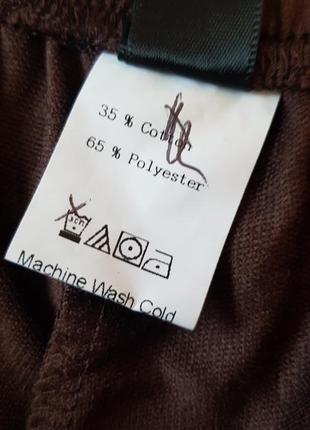 35 % Cotton
65 % Polyester
Machine Wash Cold